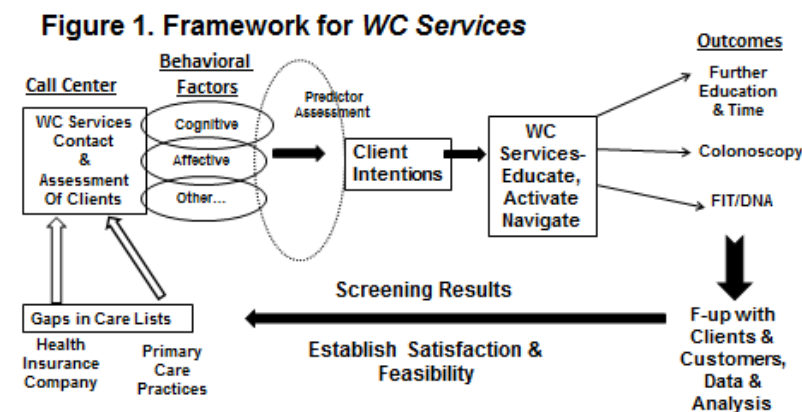 Figure 1. Framework for WC Services
Call Center
WC Services
Contact
&
Assessment
Of Clients
Behavioral
Factors
Cognitive
Affective
Other...
Predictor
Assessment
Client
Intentions
WC
Services-
Educate,
Activate
Navigate
Outcomes
Further
Education
& Time
Colonoscopy
FIT/DNA
Gaps in Care Lists
Health
Insurance
Company
Primary
Care
Practices
Screening Results
Establish Satisfaction &
Feasibility
F-up with
Clients &
Customers,
Data &
Analysis